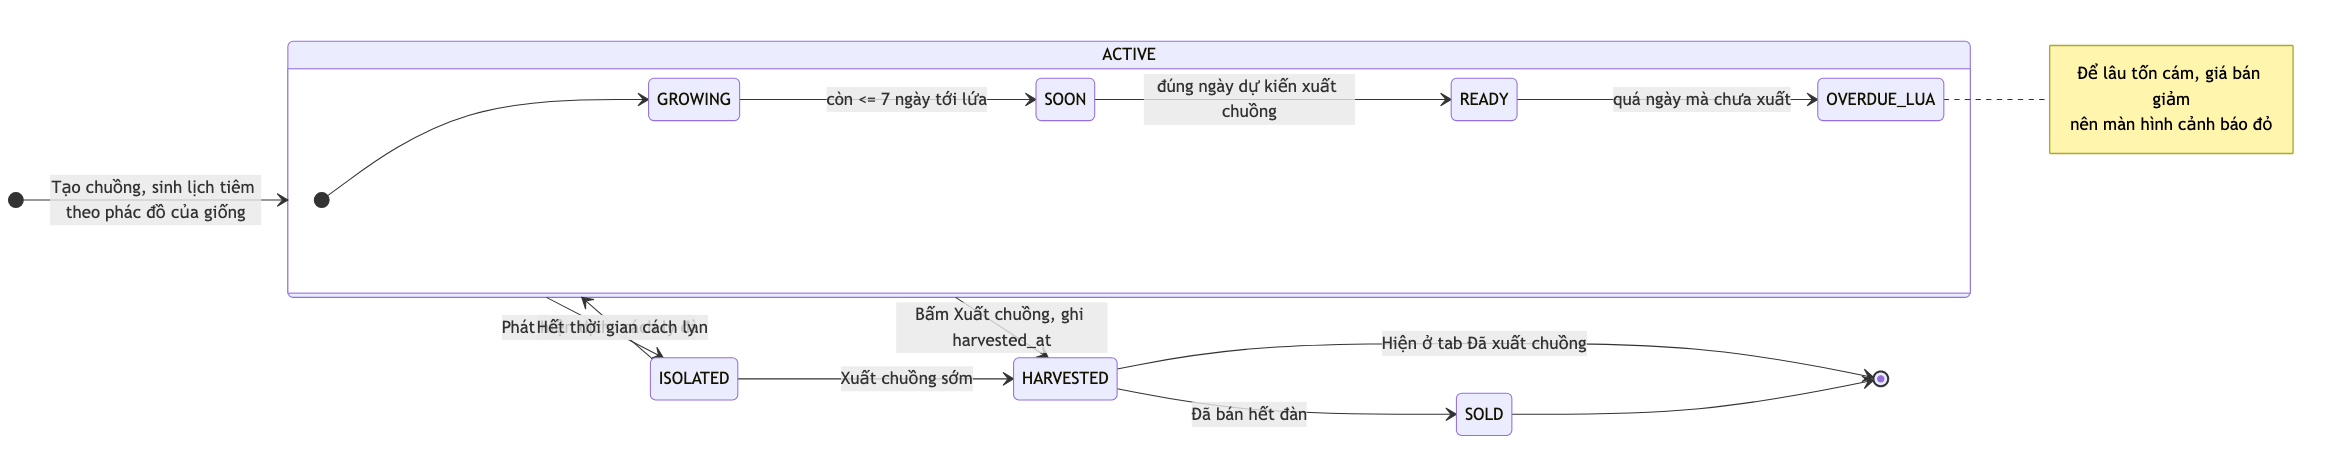 ACTIVE
GROWING
còn <= 7 ngày tới lứa
SOON
đúng ngày dự kiến xuất
chuồng
READY
quá ngày mà chưa xuất
OVERDUE_LUA
Để lâu tốn cám, giá bán
giảm
nên màn hình cảnh báo đỏ
Tạo chuồng, sinh lịch tiêm
theo phác đồ của giống
Phát
Hết thời gian cách ly
Bấm Xuất chuồng, ghi
harvested_at
Hiện ở tab Đã xuất chuồng
ISOLATED
Xuất chuồng sớm
HARVESTED
Đã bán hết đàn
SOLD